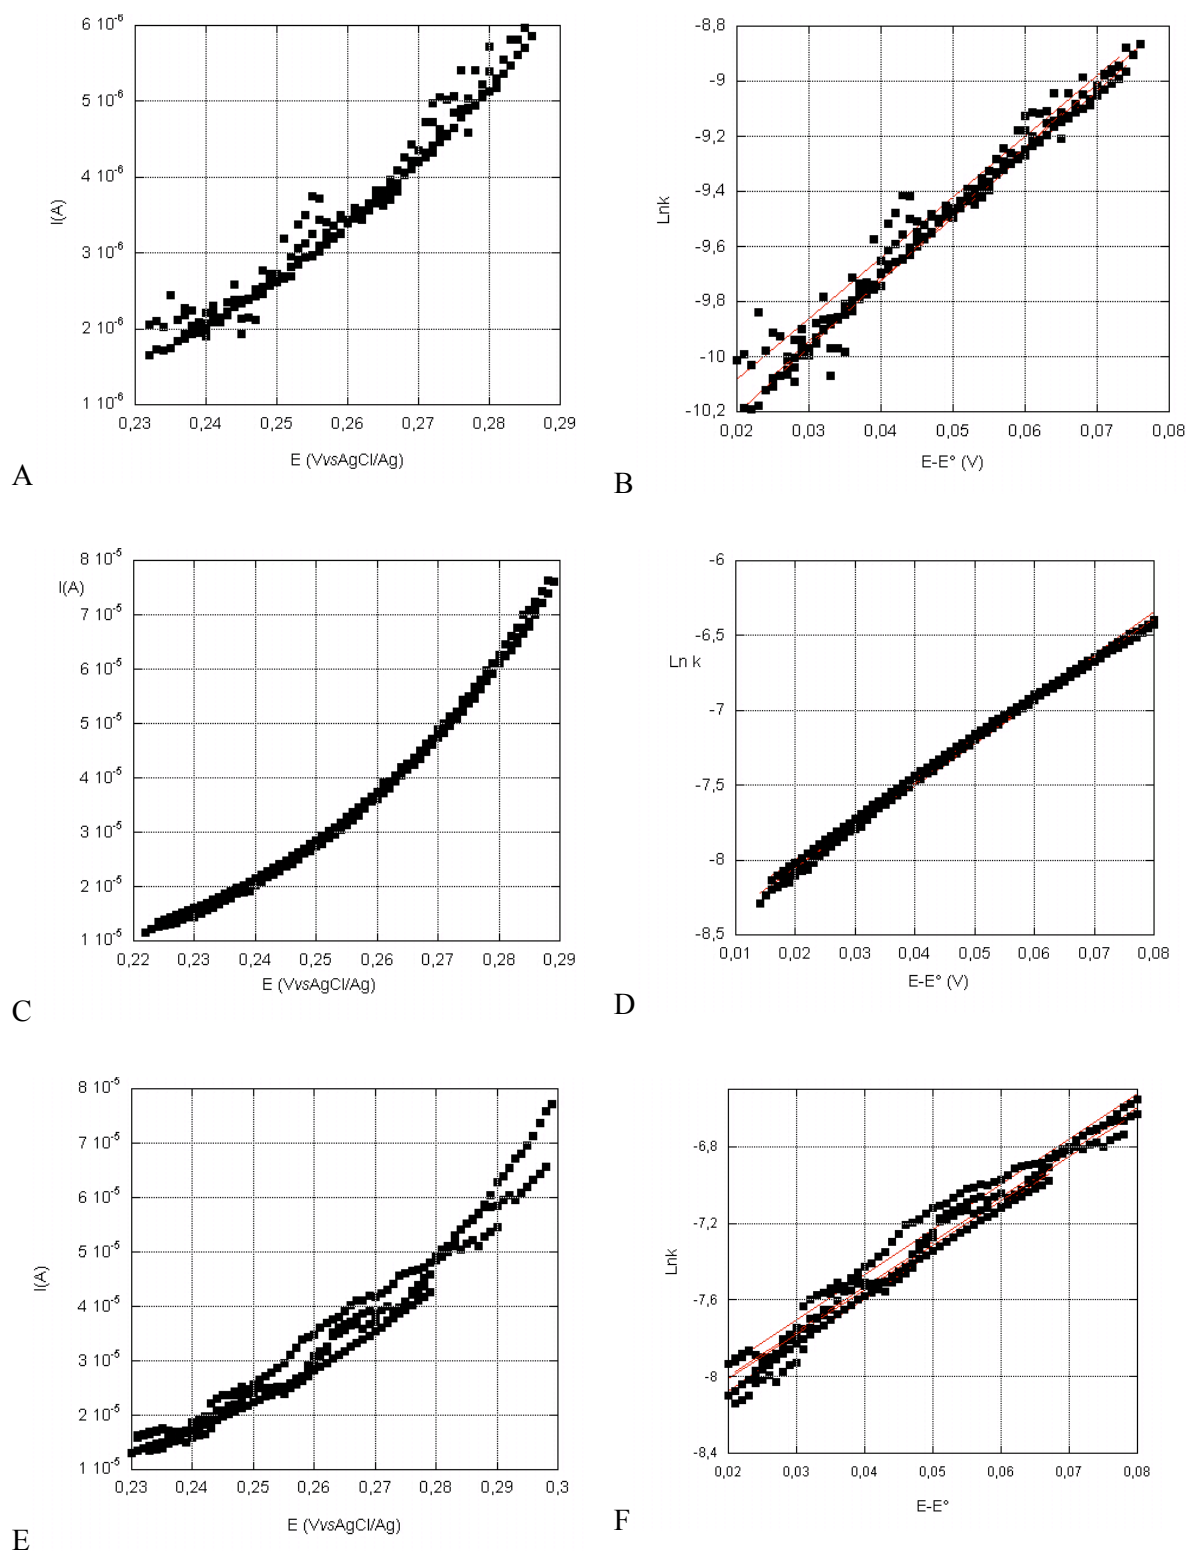 6 10⁻⁶
5 10⁻⁶
4 10⁻⁶
I(A)
3 10⁻⁶
2 10⁻⁶
1 10⁻⁶
0,23 0,24 0,25 0,26 0,27 0,28 0,29
E (VvsAgCl/Ag)
A
-8,8
-9
-9,2
-9,4
Lnk
-9,6
-9,8
-10
-10,2
0,02 0,03 0,04 0,05 0,06 0,07 0,08
E-E° (V)
B
8 10⁻⁵
I(A)
7 10⁻⁵
6 10⁻⁵
5 10⁻⁵
4 10⁻⁵
3 10⁻⁵
2 10⁻⁵
1 10⁻⁵
0,22 0,23 0,24 0,25 0,26 0,27 0,28 0,29
E (VvsAgCl/Ag)
C
-6
-6,5
Ln k
-7
-7,5
-8
-8,5
0,01 0,02 0,03 0,04 0,05 0,06 0,07 0,08
E-E° (V)
D
8 10⁻⁵
7 10⁻⁵
6 10⁻⁵
5 10⁻⁵
I(A)
4 10⁻⁵
3 10⁻⁵
2 10⁻⁵
1 10⁻⁵
0,23 0,24 0,25 0,26 0,27 0,28 0,29 0,3
E (VvsAgCl/Ag)
E
-6,8
-7,2
Lnk
-7,6
-8
-8,4
0,02 0,03 0,04 0,05 0,06 0,07 0,08
E-E°
F